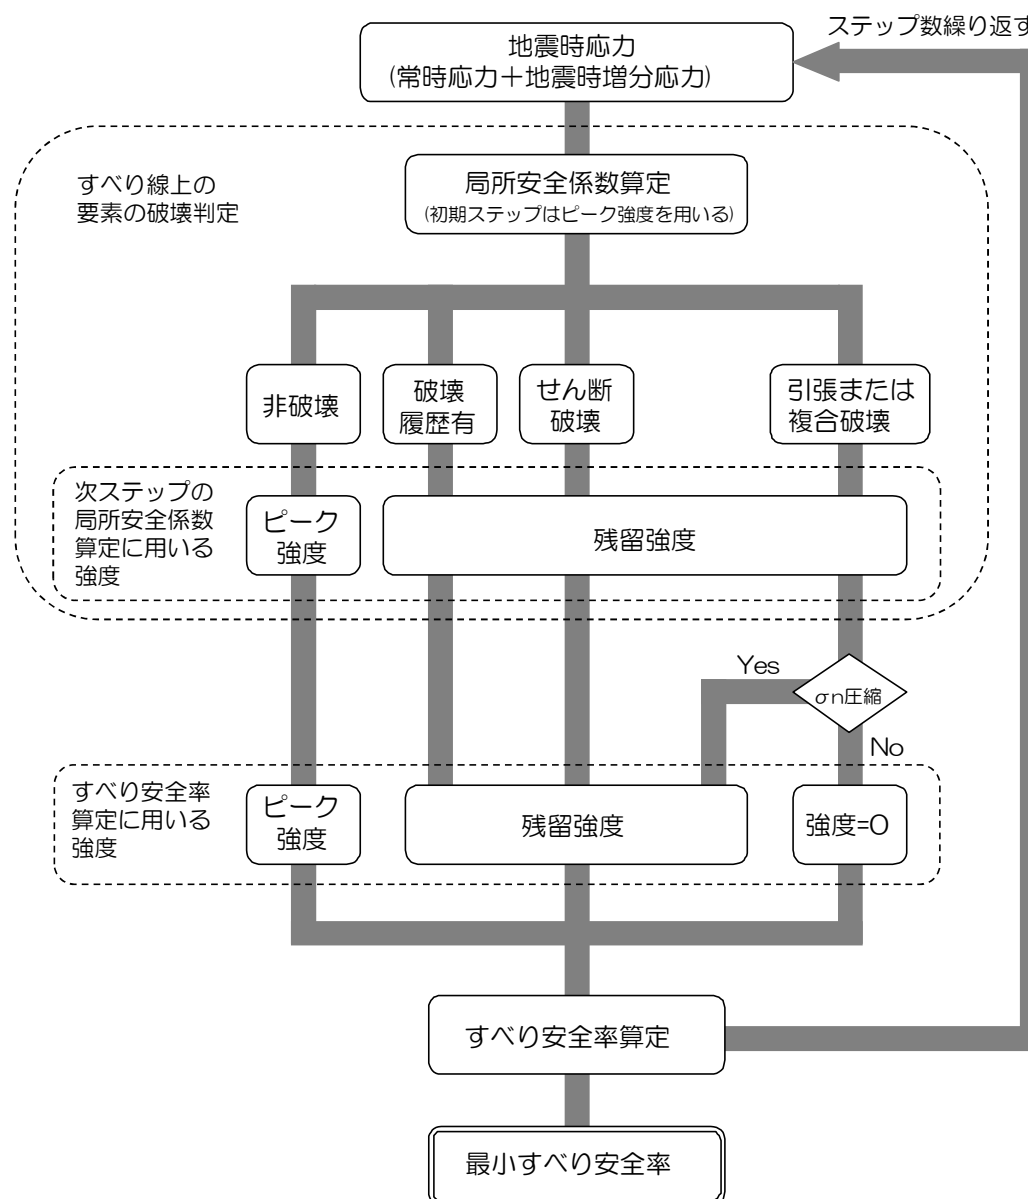 ステップ数繰り返す
地震時応力
(常時応力＋地震時増分応力)
すべり線上の
要素の破壊判定
局所安全係数算定
(初期ステップはピーク強度を用いる)
非破壊
破壊
履歴有
せん断
破壊
引張または
複合破壊
次ステップの
局所安全係数
算定に用いる
強度
ピーク
強度
残留強度
Yes
σn圧縮
No
すべり安全率
算定に用いる
強度
ピーク
強度
残留強度
強度=0
すべり安全率算定
最小すべり安全率